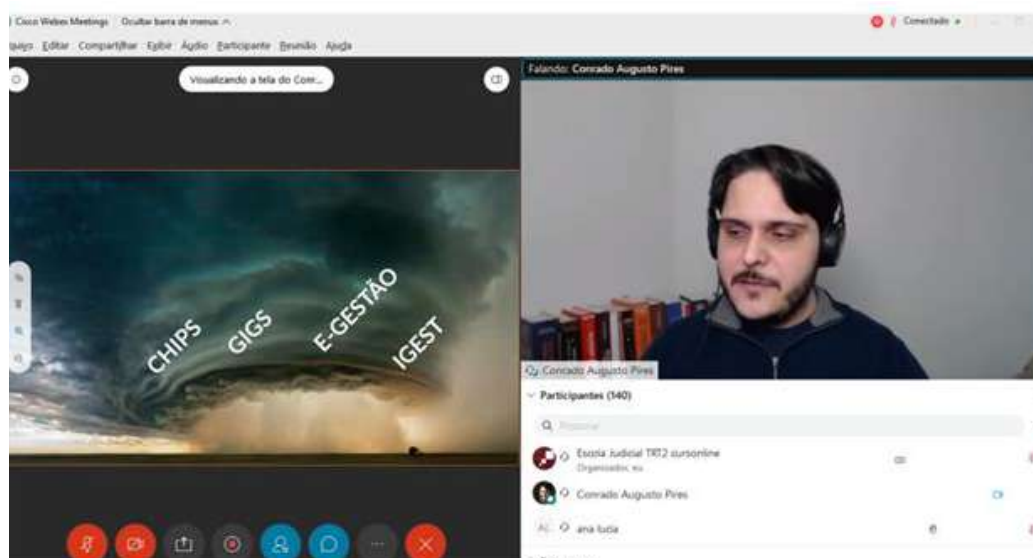 Cisco Webex Meetings Ocultar barra de menus
Conectado
Editar Compartilhar Exibir Áudio Participante Reunião Ajuda
Visualizando a tela do Con...
Falando: Conrado Augusto Pires
CHIPS
GIGS
E-GESTÃO
IGEST
Conrado Augusto Pires
Participantes (140)
Escola Judicial TRT2 cursonline
Organizador, eu
Conrado Augusto Pires
AL ana lucia